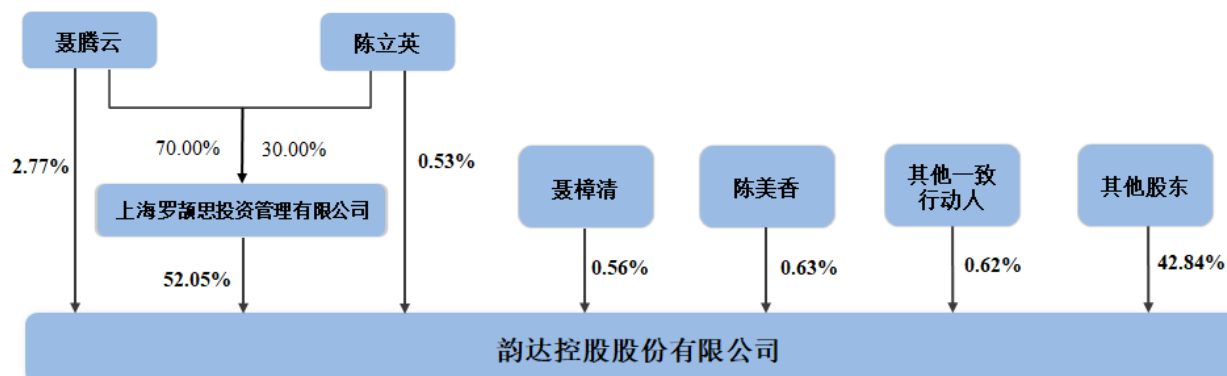 聂腾云
陈立英
70.00%
30.00%
2.77%
0.53%
上海罗颉思投资管理有限公司
聂樟清
陈美香
其他一致
行动人
其他股东
52.05%
0.56%
0.63%
0.62%
42.84%
韵达控股股份有限公司